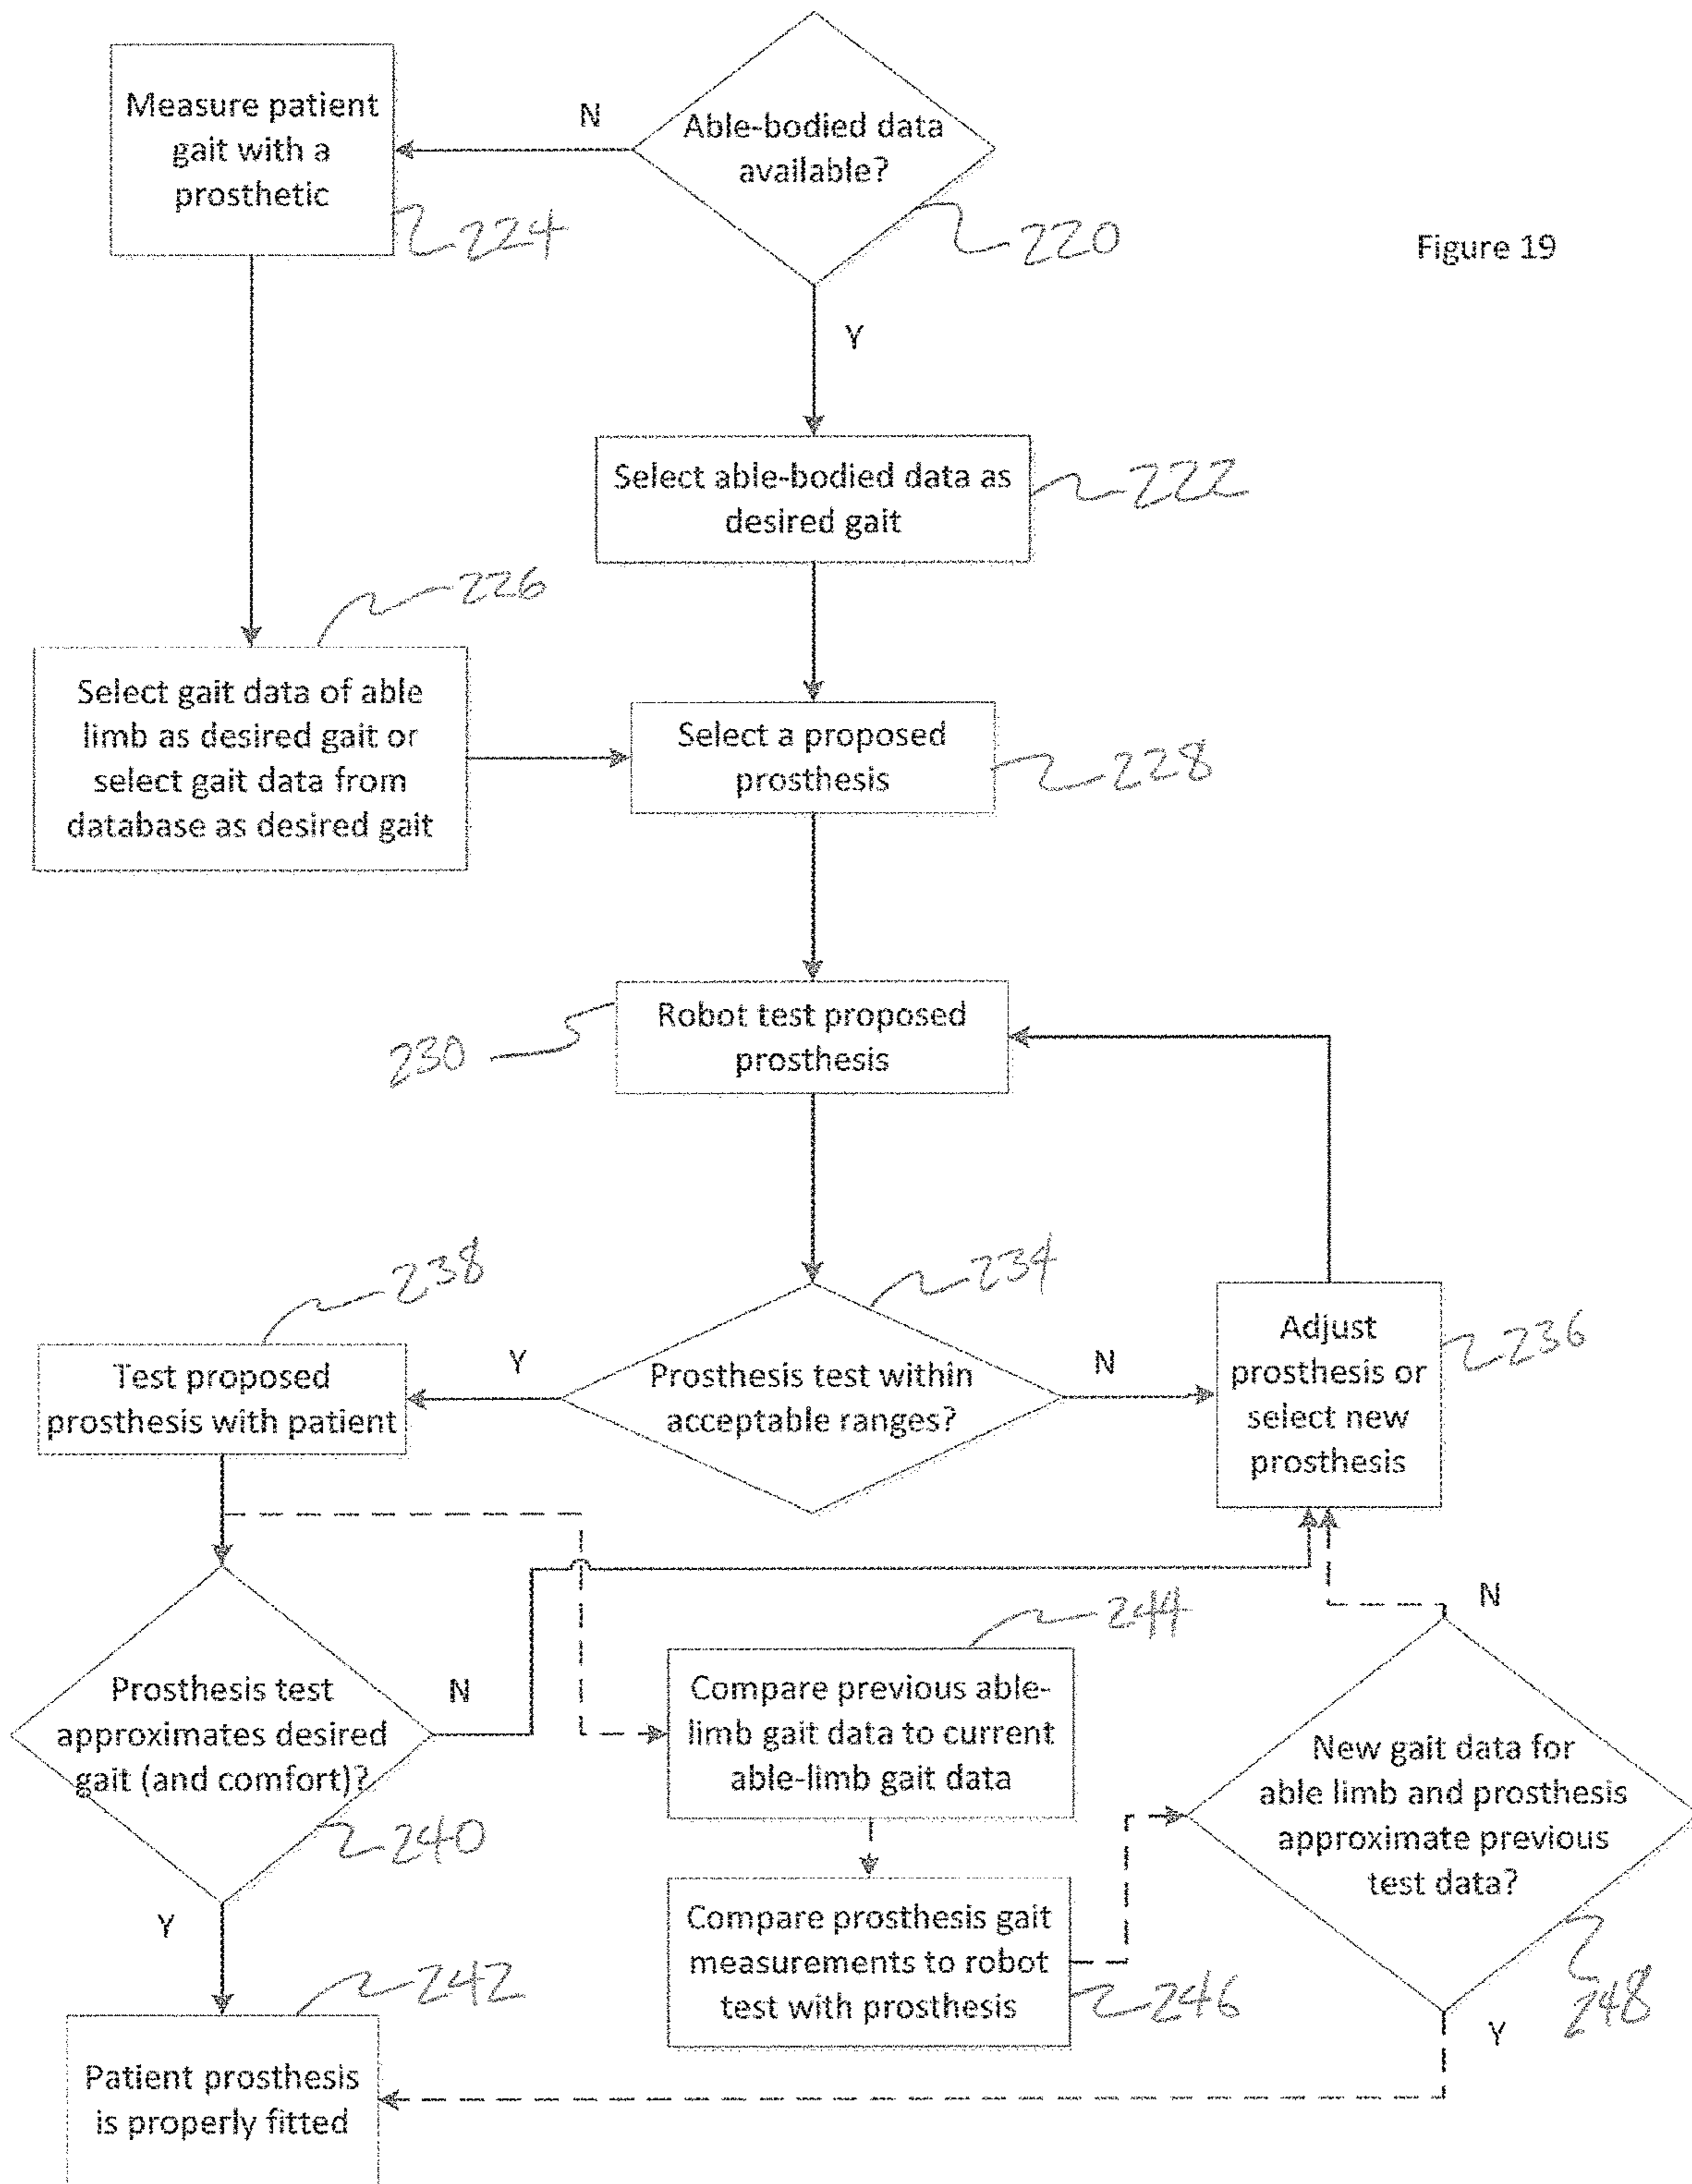 Measure patient
gait with a
prosthetic
224
N
Able-bodied data
available?
220
Figure 19
Y
Select able-bodied data as
desired gait
222
226
Select gait data of able
limb as desired gait or
select gait data from
database as desired gait
Select a proposed
prosthesis
228
Robot test proposed
prosthesis
230
234
Prosthesis test within
acceptable ranges?
Y
N
238
Test proposed
prosthesis with patient
Adjust
prosthesis or
select new
prosthesis
236
Prosthesis test
approximates desired
gait (and comfort)?
240
N
Y
244
Compare previous able-
limb gait data to current
able-limb gait data
Compare prosthesis gait
measurements to robot
test with prosthesis
246
N
New gait data for
able limb and prosthesis
approximate previous
test data?
248
Y
242
Patient prosthesis
is properly fitted